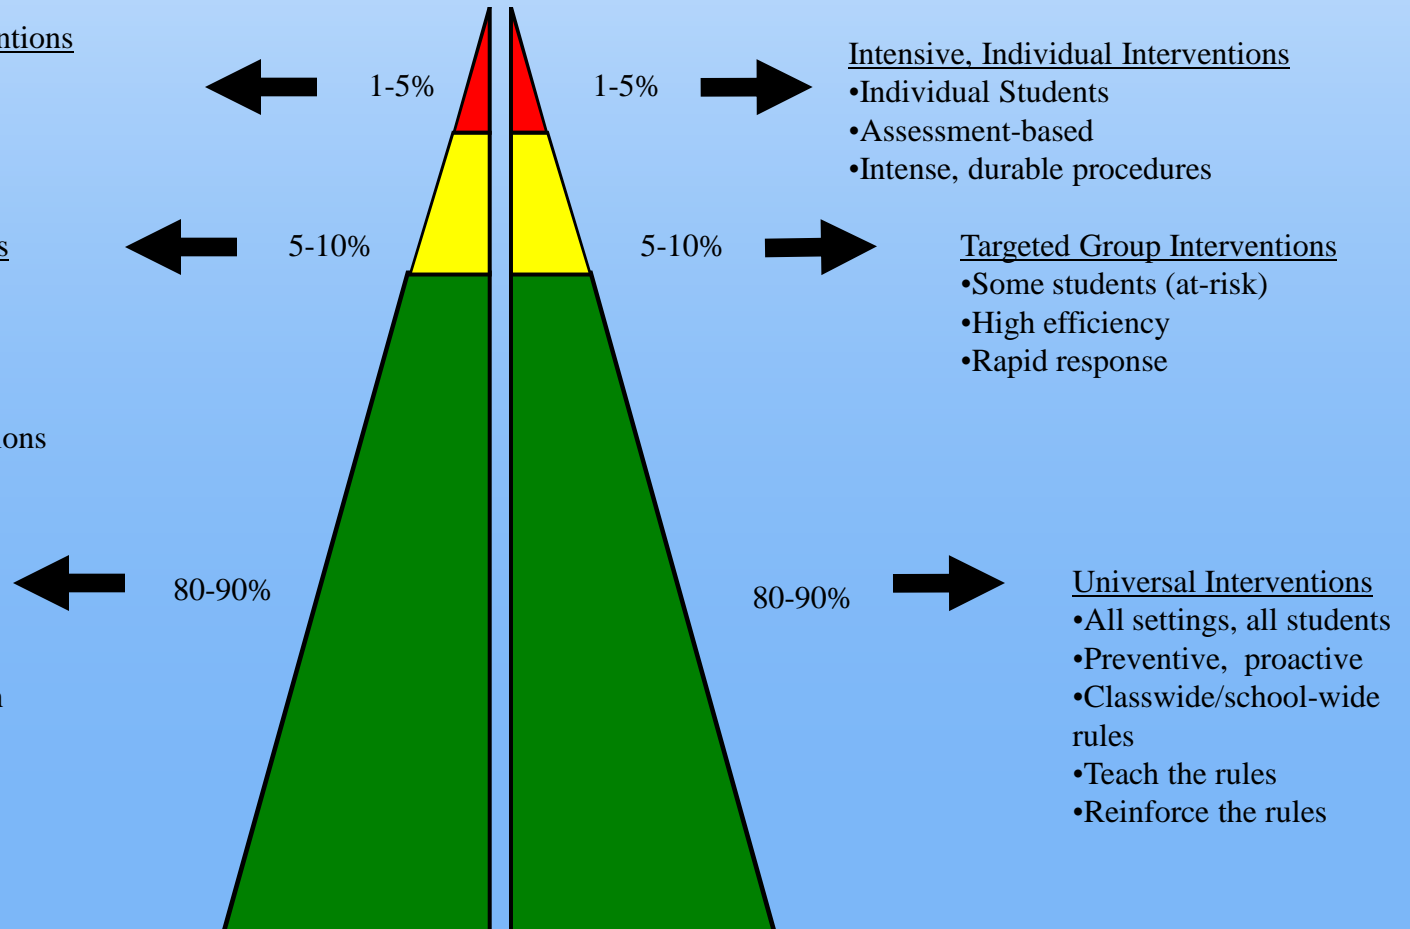 Intensive, Individual Interventions
1-5%
1-5%
•Individual Students
•Assessment-based
•Intense, durable procedures
5-10%
5-10%
Targeted Group Interventions
•Some students (at-risk)
•High efficiency
•Rapid response
80-90%
80-90%
Universal Interventions
•All settings, all students
•Preventive,  proactive
•Classwide/school-wide
rules
•Teach the rules
•Reinforce the rules